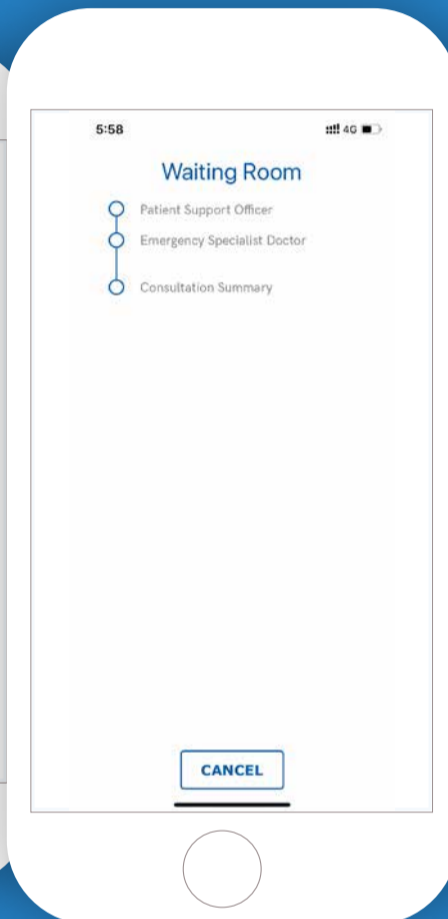 5:58 4G
Waiting Room
Patient Support Officer
Emergency Specialist Doctor
Consultation Summary
CANCEL